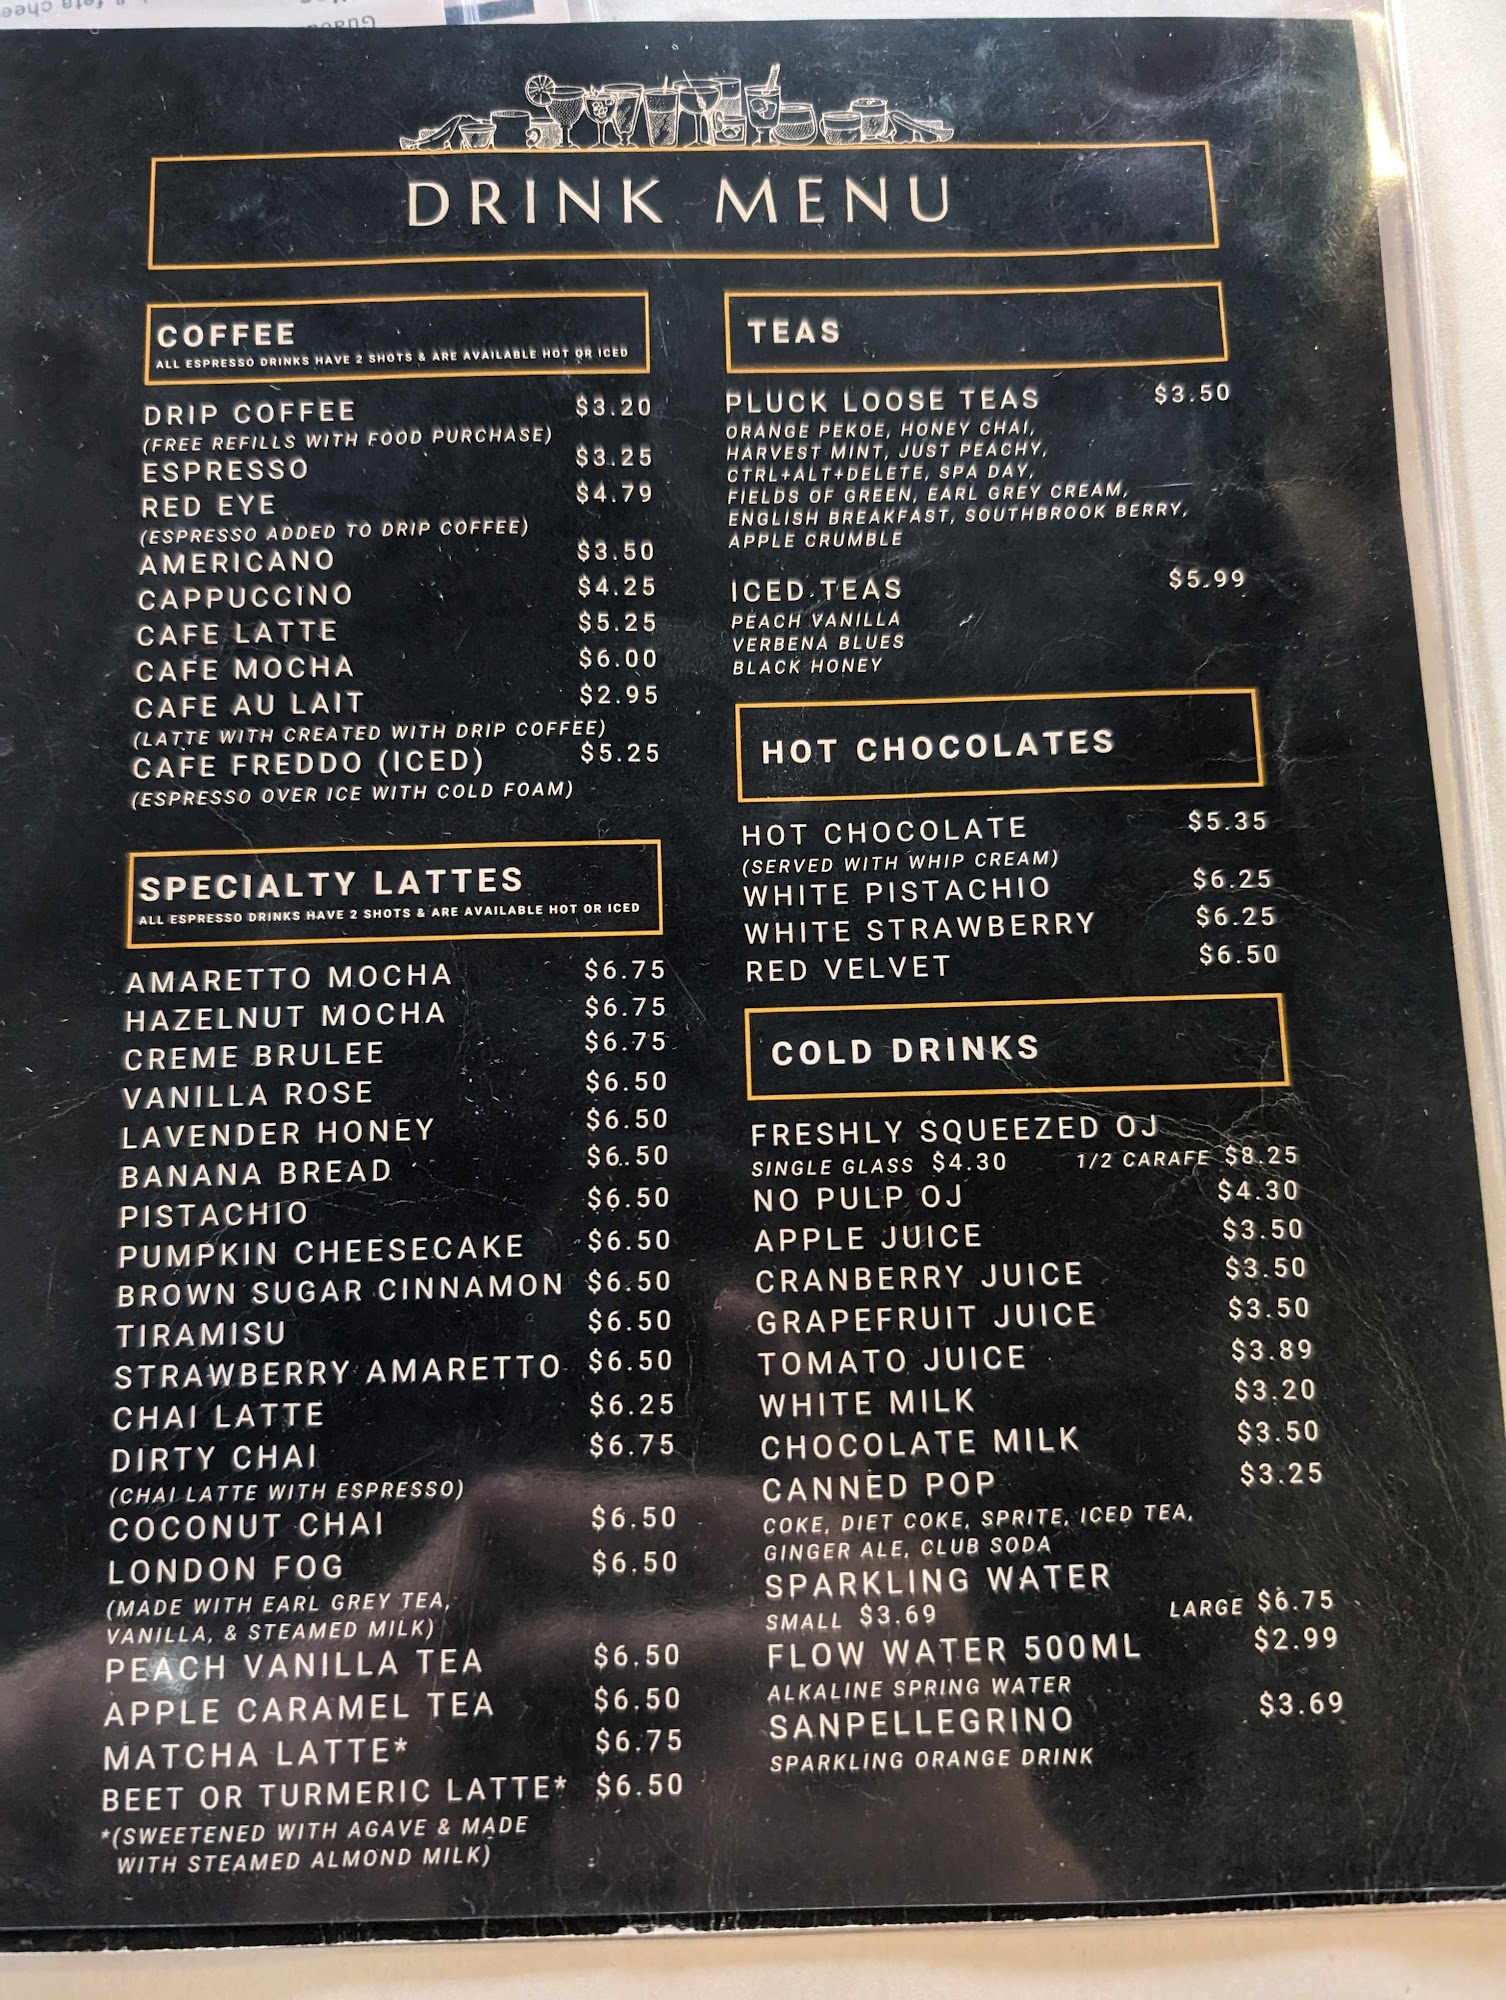 DRINK MENU
COFFEE
ALL ESPRESSO DRINKS HAVE 2 SHOTS & ARE AVAILABLE HOT OR ICED
DRIP COFFEE $3.20
(FREE REFILLS WITH FOOD PURCHASE)
ESPRESSO $3.25
RED EYE $4.79
(ESPRESSO ADDED TO DRIP COFFEE)
AMERICANO $3.50
CAPPUCCINO $4.25
CAFE LATTE $5.25
CAFE MOCHA $6.00
CAFE AU LAIT $2.95
(LATTE WITH CREATED WITH DRIP COFFEE)
CAFE FREDDO (ICED) $5.25
(ESPRESSO OVER ICE WITH COLD FOAM)
SPECIALTY LATTES
ALL ESPRESSO DRINKS HAVE 2 SHOTS & ARE AVAILABLE HOT OR ICED
AMARETTO MOCHA $6.75
HAZELNUT MOCHA $6.75
CREME BRULEE $6.75
VANILLA ROSE $6.50
LAVENDER HONEY $6.50
BANANA BREAD $6.50
PISTACHIO $6.50
PUMPKIN CHEESECAKE $6.50
BROWN SUGAR CINNAMON $6.50
TIRAMISU $6.50
STRAWBERRY AMARETTO $6.50
CHAI LATTE $6.25
DIRTY CHAI $6.75
(CHAI LATTE WITH ESPRESSO)
COCONUT CHAI $6.50
LONDON FOG $6.50
(MADE WITH EARL GREY TEA,
VANILLA, & STEAMED MILK)
PEACH VANILLA TEA $6.50
APPLE CARAMEL TEA $6.50
MATCHA LATTE* $6.75
BEET OR TURMERIC LATTE* $6.50
*(SWEETENED WITH AGAVE & MADE
WITH STEAMED ALMOND MILK)
TEAS
PLUCK LOOSE TEAS $3.50
ORANGE PEKOE, HONEY CHAI,
HARVEST MINT, JUST PEACHY,
CTRL+ALT+DELETE, SPA DAY,
FIELDS OF GREEN, EARL GREY CREAM,
ENGLISH BREAKFAST, SOUTHBROOK BERRY,
APPLE CRUMBLE
ICED TEAS $5.99
PEACH VANILLA
VERBENA BLUES
BLACK HONEY
HOT CHOCOLATES
HOT CHOCOLATE $5.35
(SERVED WITH WHIP CREAM)
WHITE PISTACHIO $6.25
WHITE STRAWBERRY $6.25
RED VELVET $6.50
COLD DRINKS
FRESHLY SQUEEZED OJ
SINGLE GLASS $4.30 1/2 CARAFE $8.25
NO PULP OJ $4.30
APPLE JUICE $3.50
CRANBERRY JUICE $3.50
GRAPEFRUIT JUICE $3.50
TOMATO JUICE $3.89
WHITE MILK $3.20
CHOCOLATE MILK $3.50
CANNED POP $3.25
COKE, DIET COKE, SPRITE, ICED TEA,
GINGER ALE, CLUB SODA
SPARKLING WATER
SMALL $3.69 LARGE $6.75
FLOW WATER 500ML $2.99
ALKALINE SPRING WATER
SANPELLEGRINO $3.69
SPARKLING ORANGE DRINK